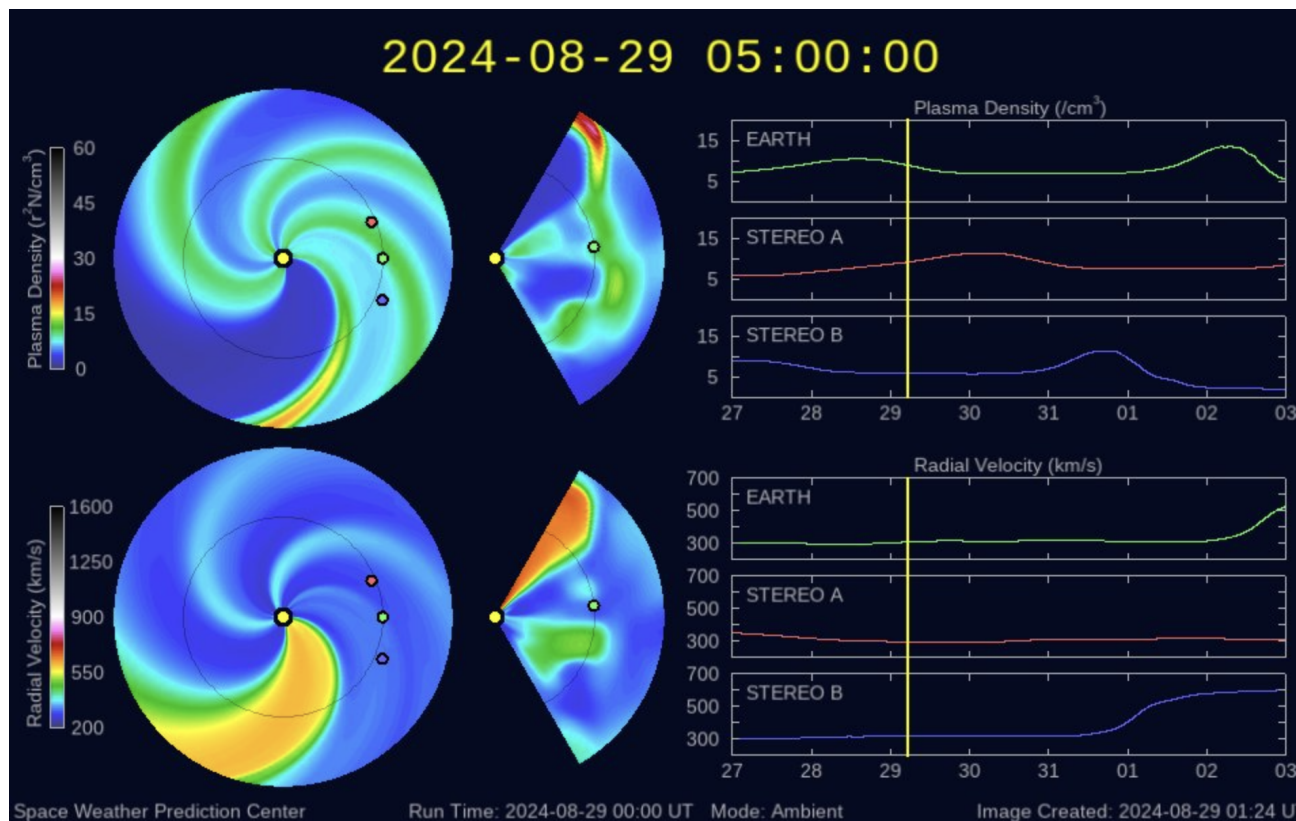 2024-08-29 05:00:00
Plasma Density (r²N/cm³)
60
45
30
15
0
Plasma Density (/cm³)
EARTH
15
5
STEREO A
15
5
STEREO B
15
5
27 28 29 30 31 01 02 03
Radial Velocity (km/s)
1600
1250
900
550
200
Radial Velocity (km/s)
700
EARTH
500
300
700
STEREO A
500
300
700
STEREO B
500
300
27 28 29 30 31 01 02 03
Space Weather Prediction Center Run Time: 2024-08-29 00:00 UT Mode: Ambient Image Created: 2024-08-29 01:24 U